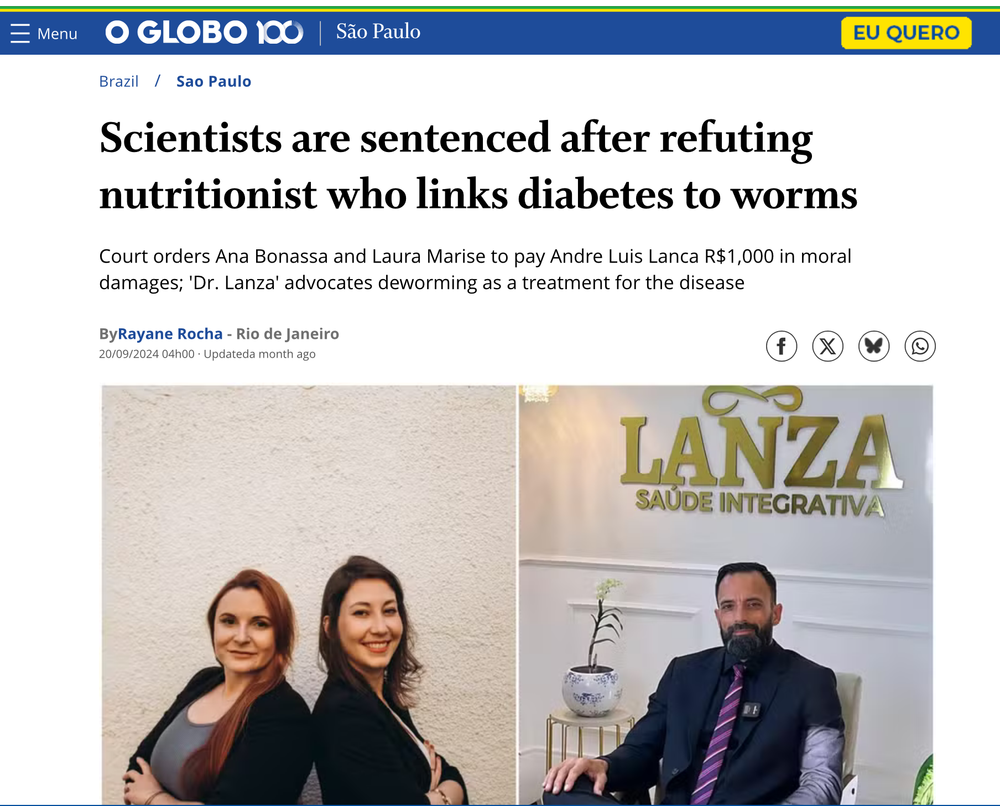 Menu
O GLOBO 100
São Paulo
EU QUERO
Brazil / Sao Paulo
Scientists are sentenced after refuting
nutritionist who links diabetes to worms
Court orders Ana Bonassa and Laura Marise to pay Andre Luis Lanca R$1,000 in moral
damages; 'Dr. Lanza' advocates deworming as a treatment for the disease
ByRayane Rocha - Rio de Janeiro
20/09/2024 04h00 · Updateda month ago
LANZA
SAÚDE INTEGRATIVA